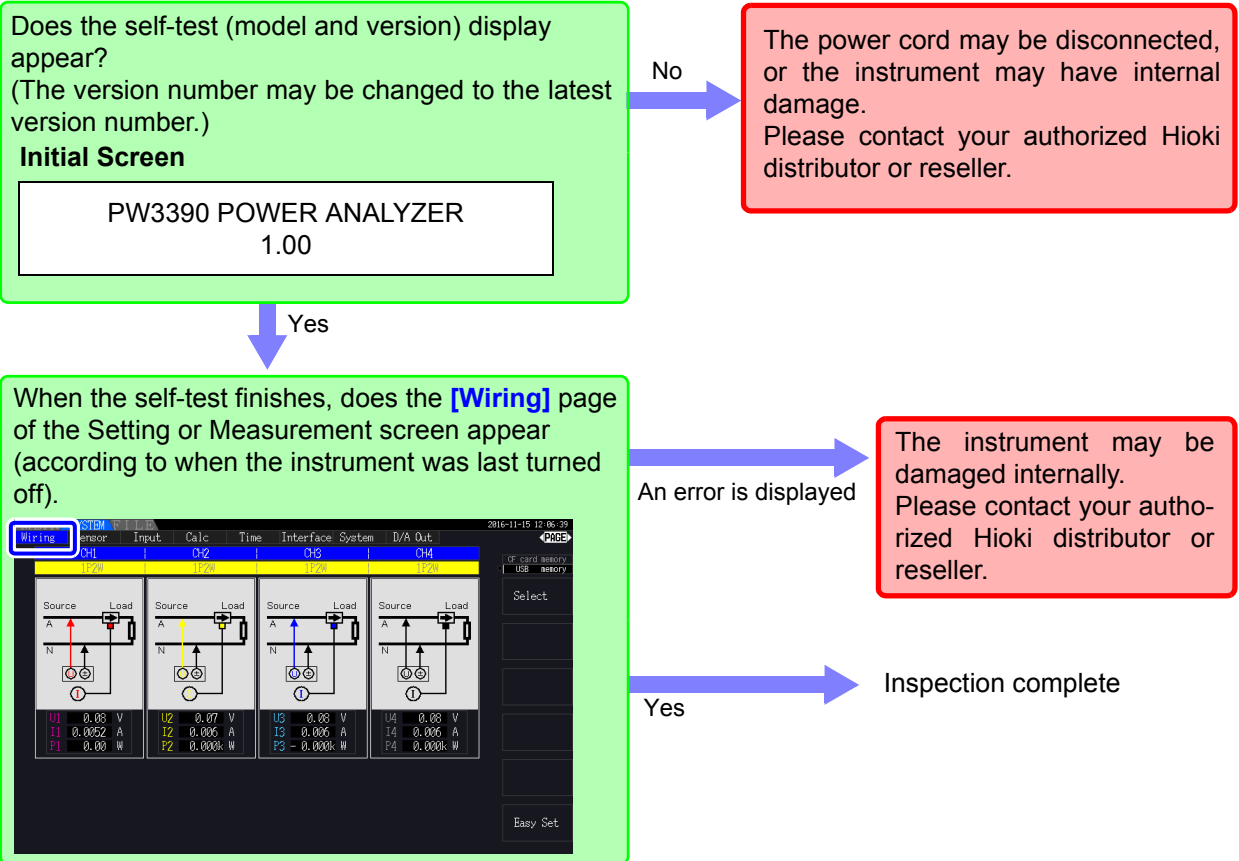 Does the self-test (model and version) display
appear?
(The version number may be changed to the latest
version number.)
Initial Screen
PW3390 POWER ANALYZER
1.00
No
The power cord may be disconnected,
or the instrument may have internal
damage.
Please contact your authorized Hioki
distributor or reseller.
Yes
When the self-test finishes, does the [Wiring] page
of the Setting or Measurement screen appear
(according to when the instrument was last turned
off).
An error is displayed
The instrument may be
damaged internally.
Please contact your autho-
rized Hioki distributor or
reseller.
Yes
Inspection complete
YSTEM FILE 2016-11-15 12:06:39
Wiring ensor Input Calc Time Interface System D/A Out PAGE
CH1 CH2 CH3 CH4
1P2W 1P2W 1P2W 1P2W
CF card memory
USB memory
Select
Source Load Source Load Source Load Source Load
A A A A
N N N N
U U U
I I I
U1 0.08 V U2 0.07 V U3 0.08 V U4 0.08 V
I1 0.0052 A I2 0.006 A I3 0.006 A I4 0.006 A
P1 0.00 W P2 0.000k W P3 - 0.000k W P4 0.000k W
Easy Set